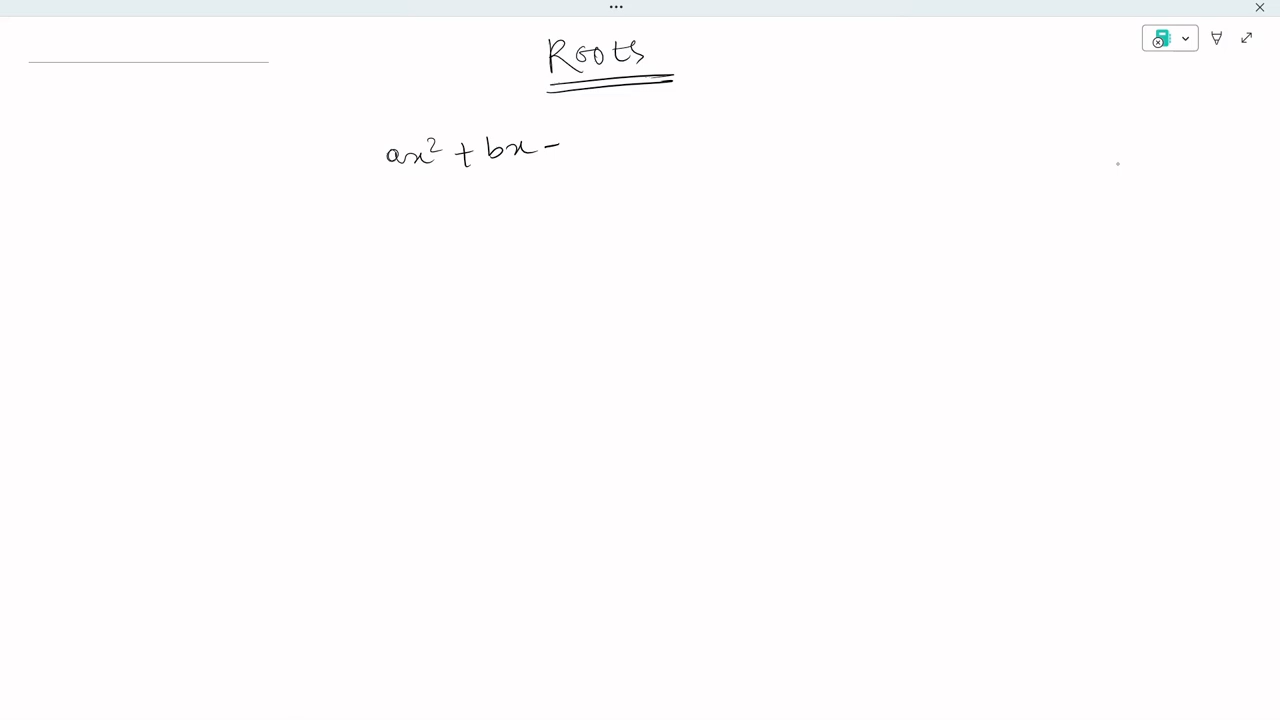 Roots
ax² + bx -